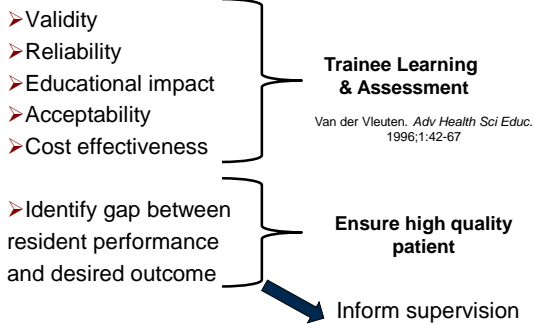 ➢Validity
➢Reliability
➢Educational impact
➢Acceptability
➢Cost effectiveness
Trainee Learning
& Assessment
Van der Vleuten. Adv Health Sci Educ.
1996;1:42-67
➢Identify gap between
resident performance
and desired outcome
Ensure high quality
patient
Inform supervision